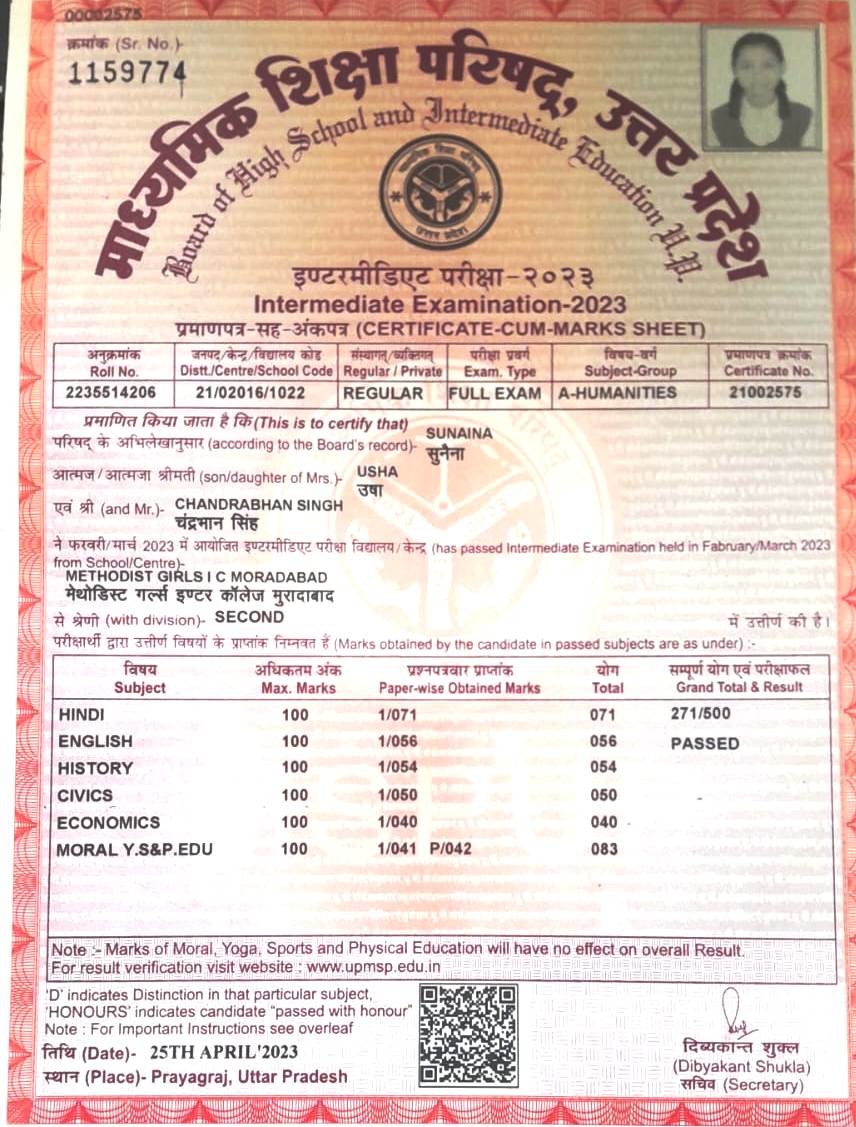 00002575
क्रमांक (Sr. No.)-
1159774
माध्यमिक शिक्षा परिषद्, उत्तर प्रदेश
Board of High School and Intermediate Education U.P.
उत्तर प्रदेश
इण्टरमीडिएट परीक्षा-२०२३
Intermediate Examination-2023
प्रमाणपत्र-सह-अंकपत्र (CERTIFICATE-CUM-MARKS SHEET)
अनुक्रमांक जनपद/केन्द्र/विद्यालय कोड संस्थागत/व्यक्तिगत परीक्षा प्रवर्ग विषय-वर्ग प्रमाणपत्र क्रमांक
Roll No. Distt./Centre/School Code Regular / Private Exam. Type Subject-Group Certificate No.
2235514206 21/02016/1022 REGULAR FULL EXAM A-HUMANITIES 21002575
प्रमाणित किया जाता है कि (This is to certify that)
परिषद् के अभिलेखानुसार (according to the Board's record)- SUNAINA
सुनैना
आत्मज/आत्मजा श्रीमती (son/daughter of Mrs.)- USHA
उषा
एवं श्री (and Mr.)- CHANDRABHAN SINGH
चंद्रभान सिंह
ने फरवरी/मार्च 2023 में आयोजित इण्टरमीडिएट परीक्षा विद्यालय/केन्द्र (has passed Intermediate Examination held in Fabruary/March 2023
from School/Centre)-
METHODIST GIRLS I C MORADABAD
मेथोडिस्ट गर्ल्स इण्टर कॉलेज मुरादाबाद
से श्रेणी (with division)- SECOND में उत्तीर्ण की है।
परीक्षार्थी द्वारा उत्तीर्ण विषयों के प्राप्तांक निम्नवत हैं (Marks obtained by the candidate in passed subjects are as under) :-
विषय अधिकतम अंक प्रश्नपत्रवार प्राप्तांक योग सम्पूर्ण योग एवं परीक्षाफल
Subject Max. Marks Paper-wise Obtained Marks Total Grand Total & Result
HINDI 100 1/071 071 271/500
ENGLISH 100 1/056 056 PASSED
HISTORY 100 1/054 054
CIVICS 100 1/050 050
ECONOMICS 100 1/040 040
MORAL Y.S&P.EDU 100 1/041 P/042 083
Note :- Marks of Moral, Yoga, Sports and Physical Education will have no effect on overall Result.
For result verification visit website : www.upmsp.edu.in
'D' indicates Distinction in that particular subject,
'HONOURS' indicates candidate "passed with honour"
Note : For Important Instructions see overleaf
तिथि (Date)- 25TH APRIL'2023
स्थान (Place)- Prayagraj, Uttar Pradesh
दिब्यकान्त शुक्ल
(Dibyakant Shukla)
सचिव (Secretary)